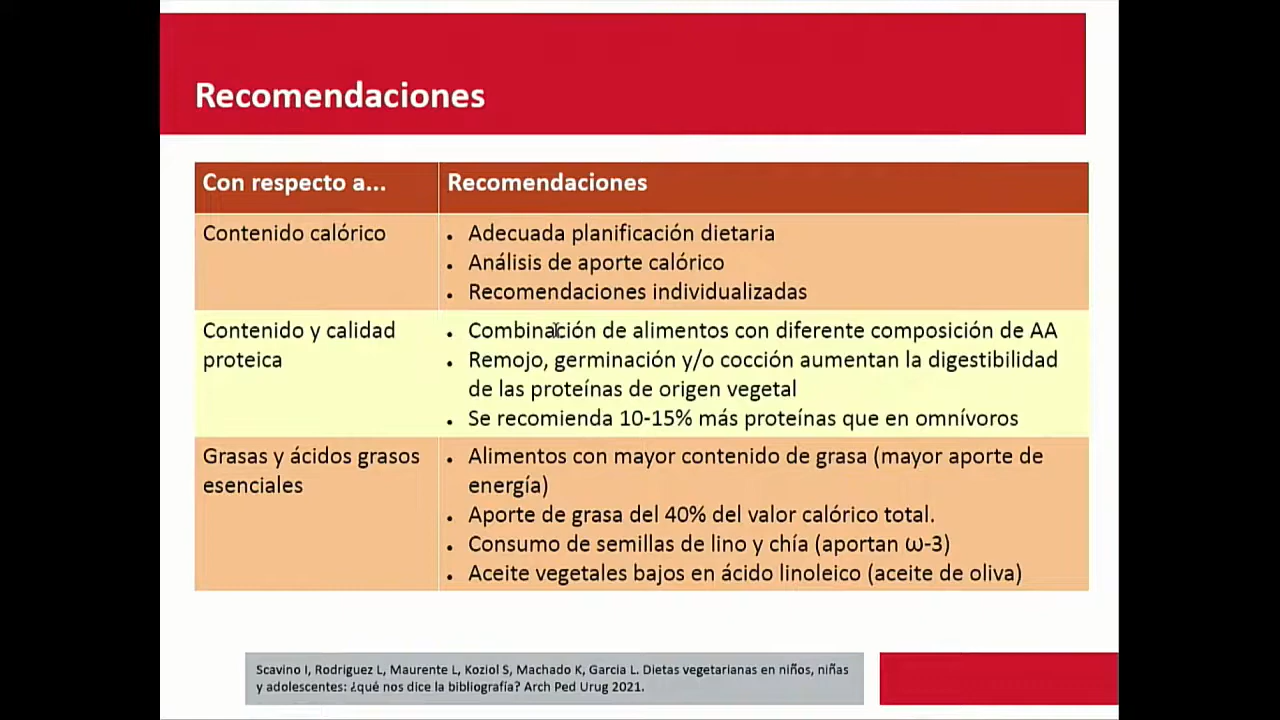 Recomendaciones
Con respecto a...
Recomendaciones
Contenido calórico
• Adecuada planificación dietaria
• Análisis de aporte calórico
• Recomendaciones individualizadas
Contenido y calidad
proteica
• Combinación de alimentos con diferente composición de AA
• Remojo, germinación y/o cocción aumentan la digestibilidad
de las proteínas de origen vegetal
• Se recomienda 10-15% más proteínas que en omnívoros
Grasas y ácidos grasos
esenciales
• Alimentos con mayor contenido de grasa (mayor aporte de
energía)
• Aporte de grasa del 40% del valor calórico total.
• Consumo de semillas de lino y chía (aportan ω-3)
• Aceite vegetales bajos en ácido linoleico (aceite de oliva)
Scavino I, Rodriguez L, Maurente L, Koziol S, Machado K, Garcia L. Dietas vegetarianas en niños, niñas
y adolescentes: ¿qué nos dice la bibliografía? Arch Ped Urug 2021.